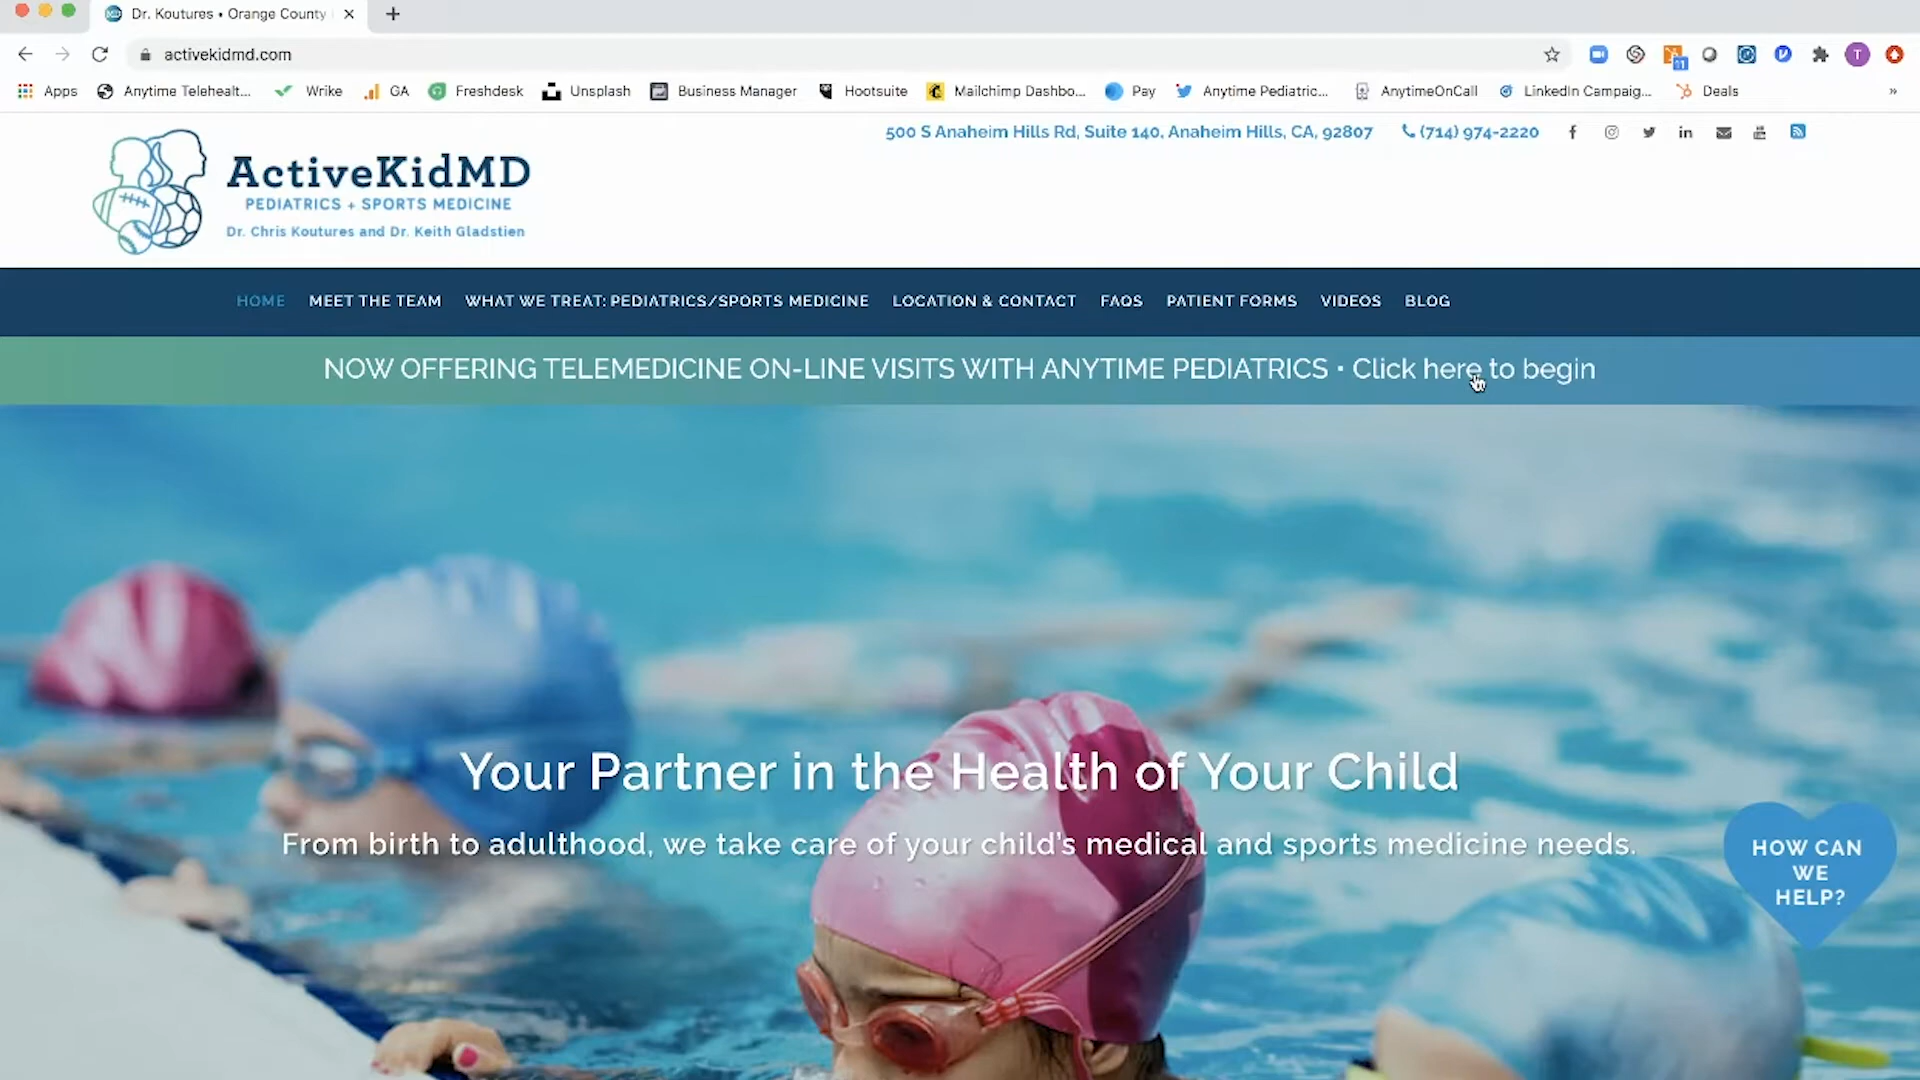 Dr. Koutures • Orange County
activekidmd.com
11
T
Apps
Anytime Telehealt...
Wrike
GA
Freshdesk
Unsplash
Business Manager
Hootsuite
Mailchimp Dashbo...
Pay
Anytime Pediatric...
AnytimeOnCall
LinkedIn Campaig...
Deals
»
500 S Anaheim Hills Rd, Suite 140, Anaheim Hills, CA, 92807
(714) 974-2220
ActiveKidMD
PEDIATRICS + SPORTS MEDICINE
Dr. Chris Koutures and Dr. Keith Gladstien
HOME
MEET THE TEAM
WHAT WE TREAT: PEDIATRICS/SPORTS MEDICINE
LOCATION & CONTACT
FAQS
PATIENT FORMS
VIDEOS
BLOG
NOW OFFERING TELEMEDICINE ON-LINE VISITS WITH ANYTIME PEDIATRICS • Click here to begin
Your Partner in the Health of Your Child
From birth to adulthood, we take care of your child's medical and sports medicine needs.
HOW CAN
WE
HELP?